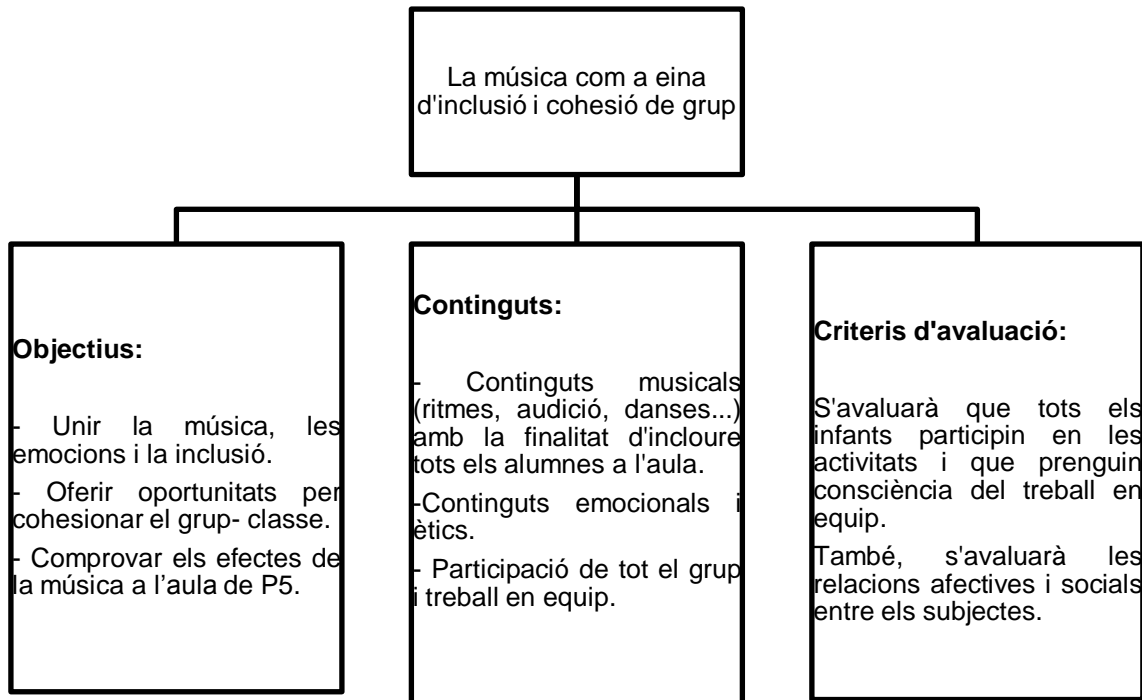 La música com a eina
d'inclusió i cohesió de grup
Objectius:
- Unir la música, les
emocions i la inclusió.
- Oferir oportunitats per
cohesionar el grup- classe.
- Comprovar els efectes de
la música a l’aula de P5.
Continguts:
- Continguts musicals
(ritmes, audició, danses...)
amb la finalitat d'incloure
tots els alumnes a l'aula.
-Continguts emocionals i
ètics.
- Participació de tot el grup
i treball en equip.
Criteris d'avaluació:
S'avaluarà que tots els
infants participin en les
activitats i que prenguin
consciència del treball en
equip.
També, s'avaluarà les
relacions afectives i socials
entre els subjectes.